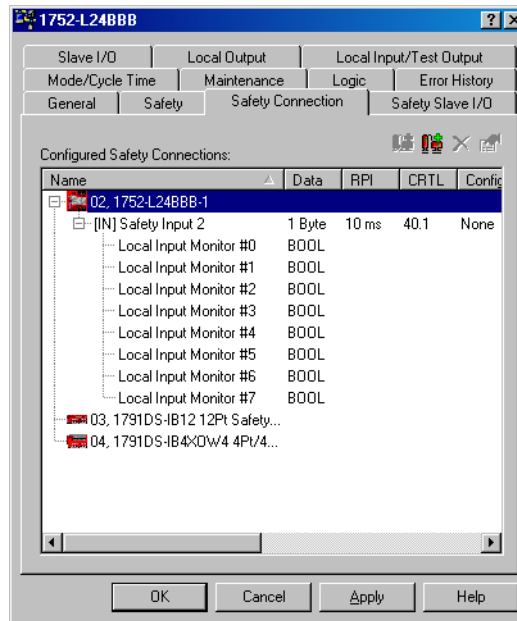 1752-L24BBB
Slave I/O Local Output Local Input/Test Output
Mode/Cycle Time Maintenance Logic Error History
General Safety Safety Connection Safety Slave I/O
Configured Safety Connections:
Name Data RPI CRTL Config
02, 1752-L24BBB-1
[IN] Safety Input 2 1 Byte 10 ms 40.1 None
Local Input Monitor #0 BOOL
Local Input Monitor #1 BOOL
Local Input Monitor #2 BOOL
Local Input Monitor #3 BOOL
Local Input Monitor #4 BOOL
Local Input Monitor #5 BOOL
Local Input Monitor #6 BOOL
Local Input Monitor #7 BOOL
03, 1791DS-IB12 12Pt Safety...
04, 1791DS-IB4XOW4 4Pt/4...
OK Cancel Apply Help